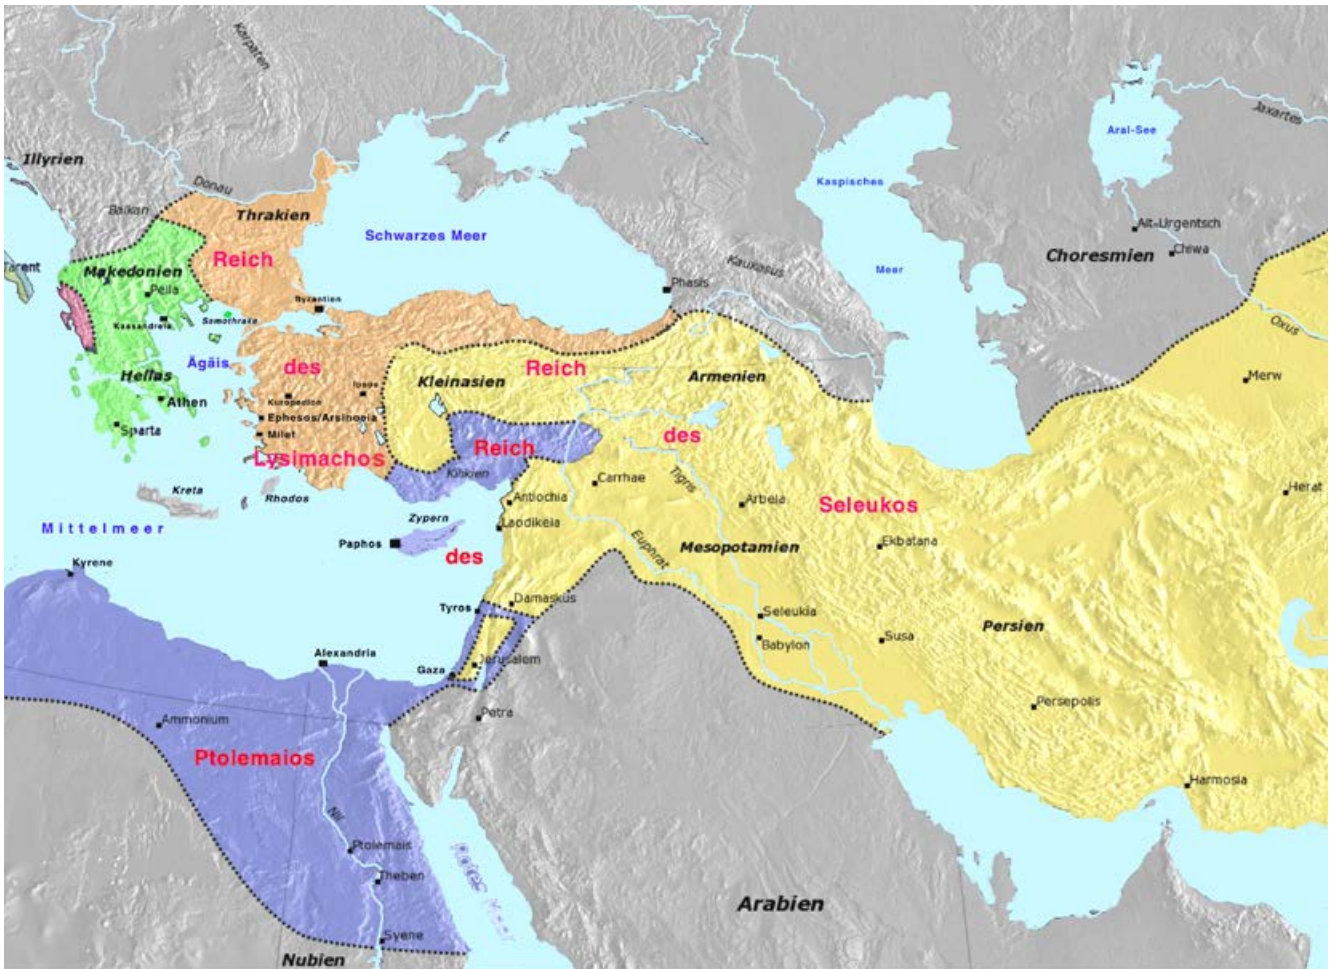 Karpaten
Jaxartes
Aral-See
Illyrien
Donau
Kaspisches
Balkan
Thrakien
Alt-Urgentsch
Schwarzes Meer
Chiwa
Choresmien
Tarent
Makedonien
Reich
Kaukasus
Meer
Phasis
Pella
Byzantion
Oxus
Kassandreia
Samothrake
Ägäis
des
Reich
Hellas
Kleinasien
Armenien
Merw
Ipsos
Athen
Kurupedion
Ephesos/Arsinoeia
Sparta
Milet
des
Reich
Lysimachos
Kilikien
Tigris
Carrhae
Kreta
Rhodos
Antiochia
Arbela
Seleukos
Herat
Zypern
Laodikeia
Mittelmeer
Paphos
des
Euphrat
Mesopotamien
Ekbatana
Kyrene
Damaskus
Tyros
Seleukia
Persien
Babylon
Susa
Alexandria
Jerusalem
Gaza
Persepolis
Ammonium
Petra
Ptolemaios
Harmosia
Nil
Ptolemais
Rotes Meer
Theben
Arabien
Syene
Nubien